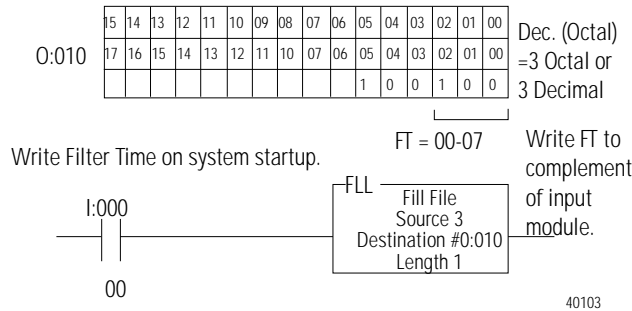 15 14 13 12 11 10 09 08 07 06 05 04 03 02 01 00
Dec. (Octal)
O:010
17 16 15 14 13 12 11 10 07 06 05 04 03 02 01 00
=3 Octal or
1 0 0 1 0 0
3 Decimal
FT = 00-07
Write FT to
complement
of input
module.
Write Filter Time on system startup.
I:000
00
FLL
Fill File
Source 3
Destination #0:010
Length 1
40103